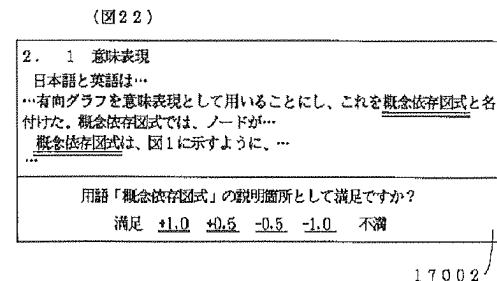 (図22)
2． 1 意味表現
日本語と英語は…
…有向グラフを意味表現として用いることにし、これを概念依存図式と名
付けた。概念依存図式では、ノードが…
概念依存図式は、図1に示すように、…
…
用語「概念依存図式」の説明箇所として満足ですか？
満足 +1.0 +0.5 -0.5 -1.0 不満
17002